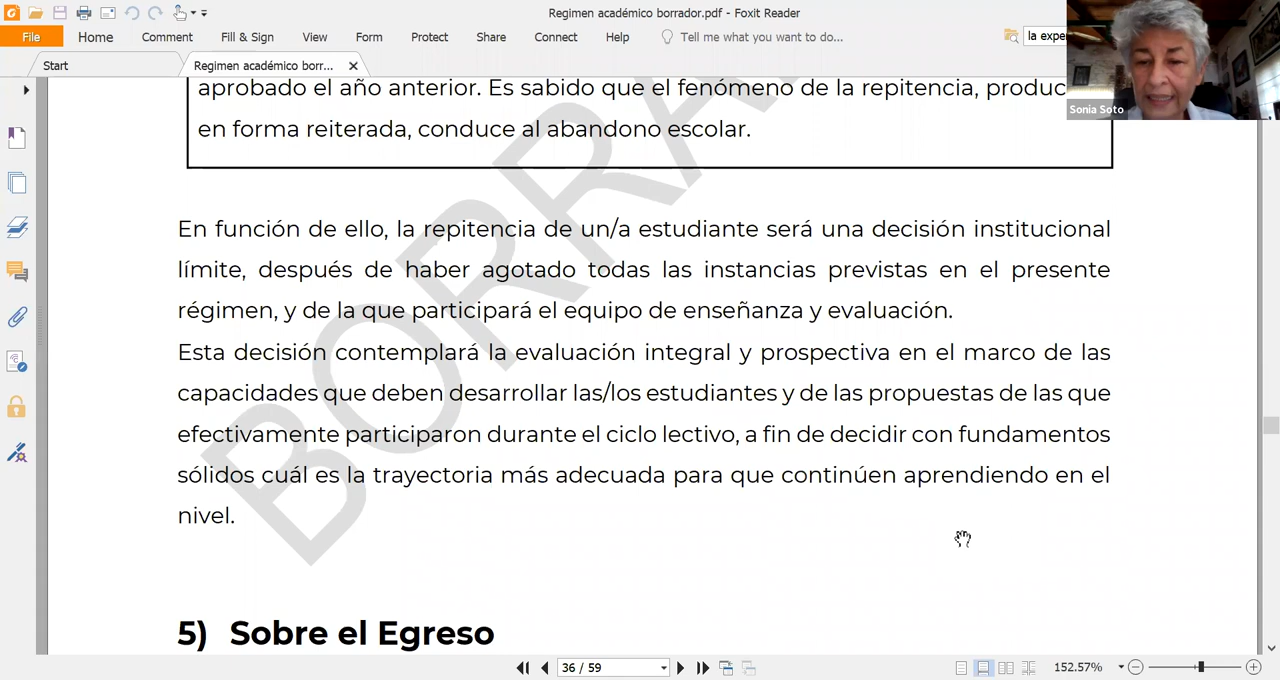 Regimen académico borrador.pdf - Foxit Reader
File Home Comment Fill & Sign View Form Protect Share Connect Help Tell me what you want to do...
la expe
Start Regimen académico borr...
Sonia Soto
aprobado el año anterior. Es sabido que el fenómeno de la repitencia, produc
en forma reiterada, conduce al abandono escolar.
En función de ello, la repitencia de un/a estudiante será una decisión institucional
límite, después de haber agotado todas las instancias previstas en el presente
régimen, y de la que participará el equipo de enseñanza y evaluación.
Esta decisión contemplará la evaluación integral y prospectiva en el marco de las
capacidades que deben desarrollar las/los estudiantes y de las propuestas de las que
efectivamente participaron durante el ciclo lectivo, a fin de decidir con fundamentos
sólidos cuál es la trayectoria más adecuada para que continúen aprendiendo en el
nivel.
5) Sobre el Egreso
BORRA
36 / 59
152.57%